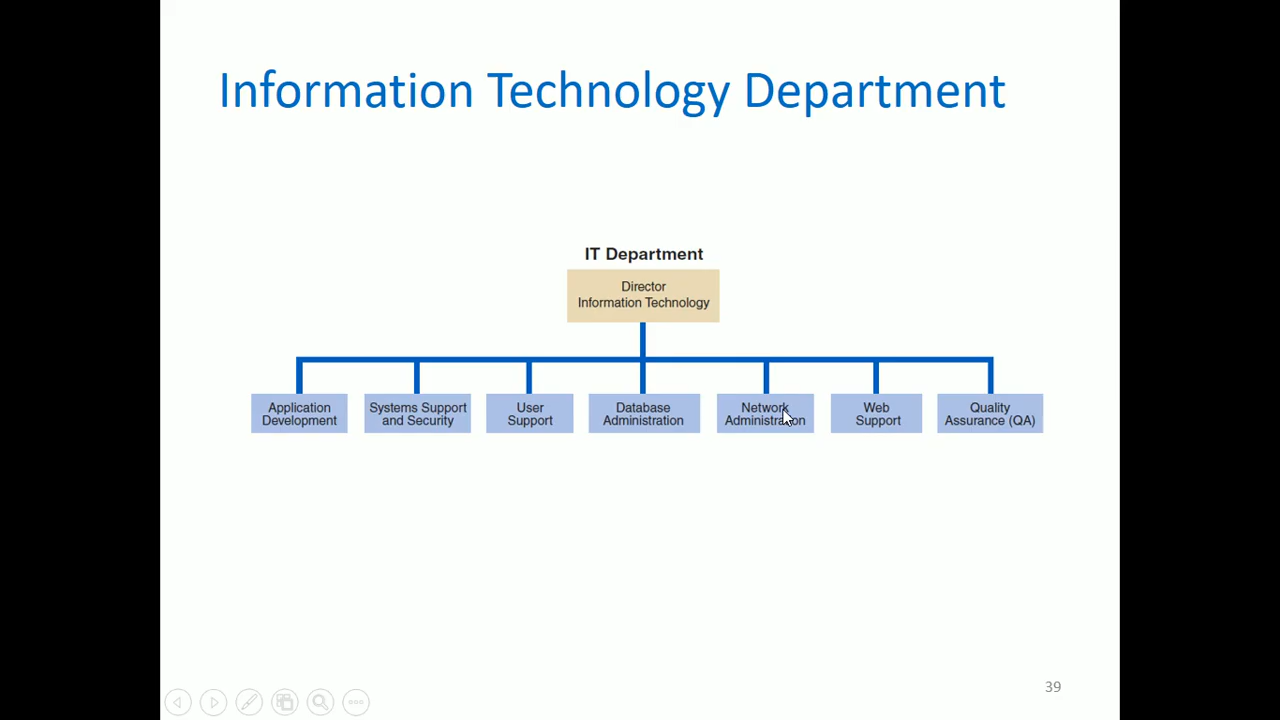 Information Technology Department
IT Department
Director
Information Technology
Application
Development
Systems Support
and Security
User
Support
Database
Administration
Network
Administration
Web
Support
Quality
Assurance (QA)
39